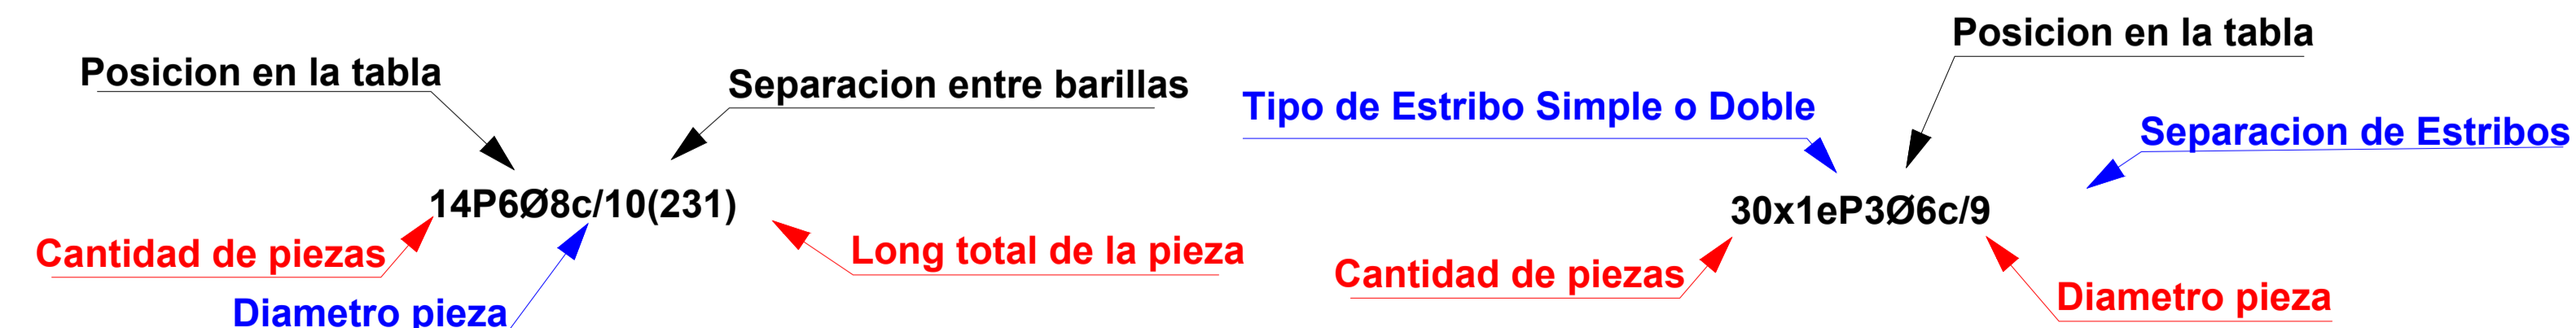 Posicion en la tabla
Separacion entre barillas
14P6Ø8c/10(231)
Cantidad de piezas
Long total de la pieza
Diametro pieza
Posicion en la tabla
Tipo de Estribo Simple o Doble
Separacion de Estribos
30x1eP3Ø6c/9
Cantidad de piezas
Diametro pieza